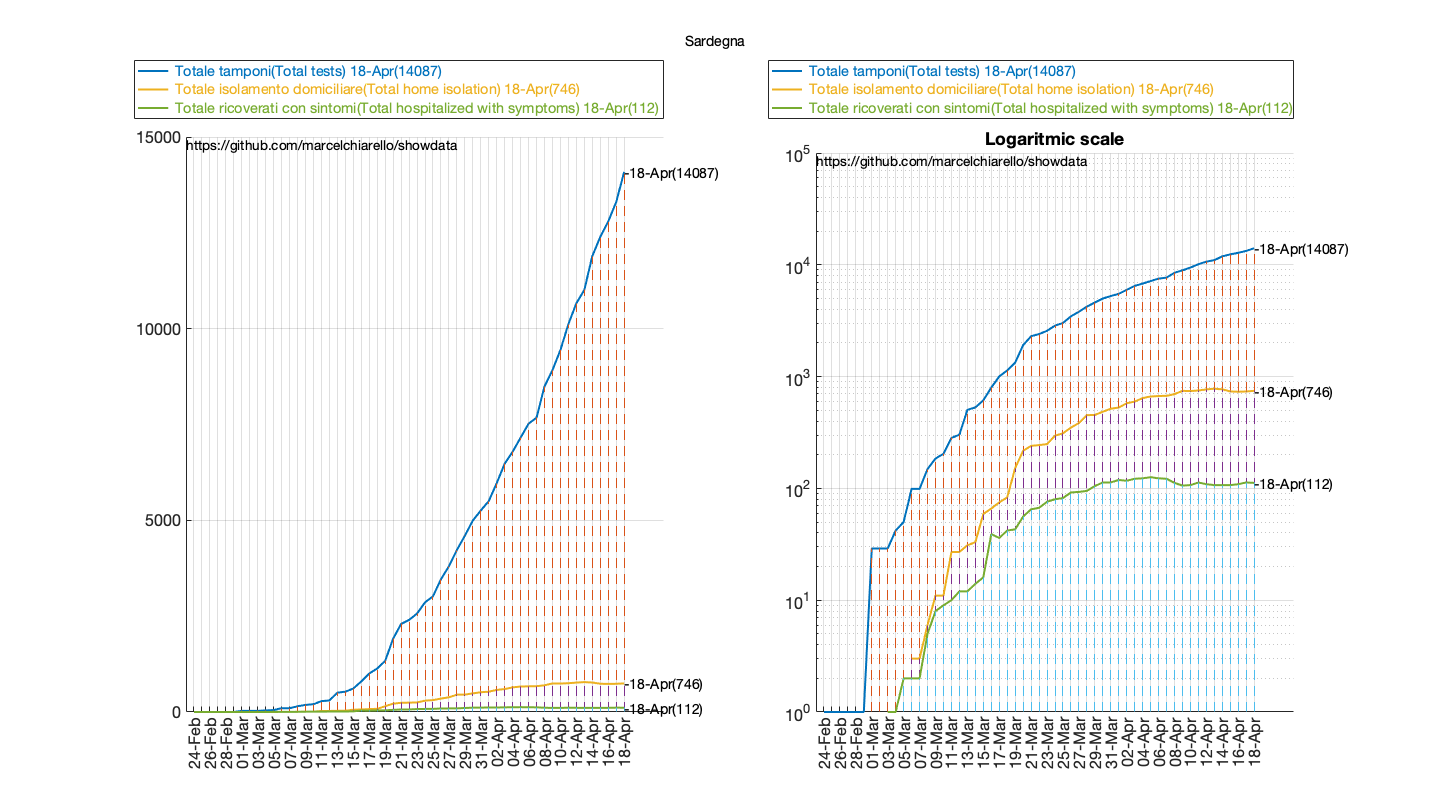 Sardegna
Totale tamponi(Total tests) 18-Apr(14087)
Totale isolamento domiciliare(Total home isolation) 18-Apr(746)
Totale ricoverati con sintomi(Total hospitalized with symptoms) 18-Apr(112)
15000
https://github.com/marcelchiarello/showdata
18-Apr(14087)
10000
5000
18-Apr(746)
18-Apr(112)
0
24-Feb
26-Feb
28-Feb
01-Mar
03-Mar
05-Mar
07-Mar
09-Mar
11-Mar
13-Mar
15-Mar
17-Mar
19-Mar
21-Mar
23-Mar
25-Mar
27-Mar
29-Mar
31-Mar
02-Apr
04-Apr
06-Apr
08-Apr
10-Apr
12-Apr
14-Apr
16-Apr
18-Apr
Totale tamponi(Total tests) 18-Apr(14087)
Totale isolamento domiciliare(Total home isolation) 18-Apr(746)
Totale ricoverati con sintomi(Total hospitalized with symptoms) 18-Apr(112)
Logaritmic scale
10^5
https://github.com/marcelchiarello/showdata
18-Apr(14087)
10^4
10^3
18-Apr(746)
10^2
18-Apr(112)
10^1
10^0
24-Feb
26-Feb
28-Feb
01-Mar
03-Mar
05-Mar
07-Mar
09-Mar
11-Mar
13-Mar
15-Mar
17-Mar
19-Mar
21-Mar
23-Mar
25-Mar
27-Mar
29-Mar
31-Mar
02-Apr
04-Apr
06-Apr
08-Apr
10-Apr
12-Apr
14-Apr
16-Apr
18-Apr